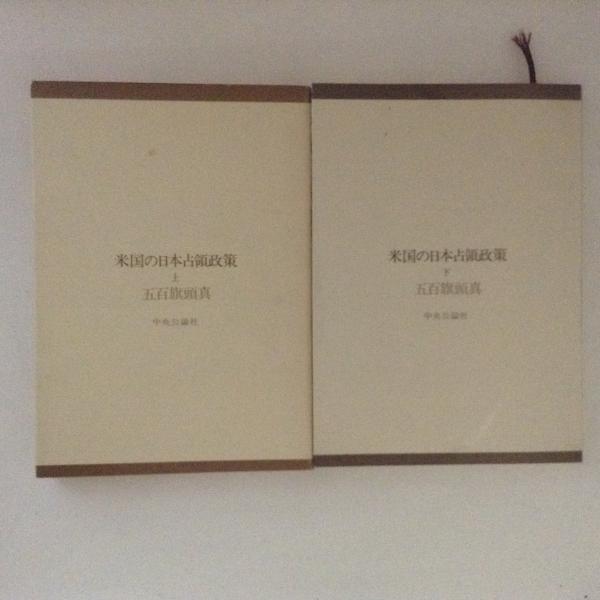 米国の日本占領政策
上
五百旗頭真
中央公論社
米国の日本占領政策
下
五百旗頭真
中央公論社